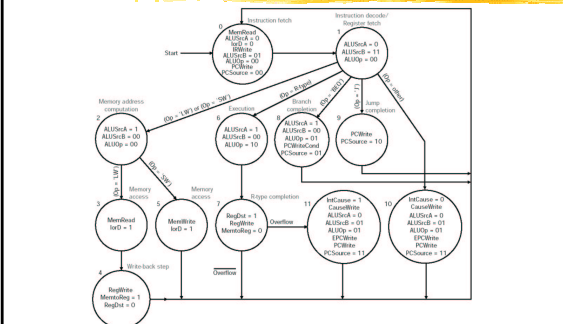 Instruction fetch
0
MemRead
ALUSrcA = 0
IorD = 0
IRWrite
ALUSrcB = 01
ALUOp = 00
PCWrite
PCSource = 00
Start
Instruction decode/
Register fetch
1
ALUSrcA = 0
ALUSrcB = 11
ALUOp = 00
(Op = 'LW') or (Op = 'SW')
(Op = R-type)
(Op = 'BEQ')
(Op = 'J')
(Op = other)
Memory address
computation
2
ALUSrcA = 1
ALUSrcB = 00
ALUOp = 00
Execution
6
ALUSrcA = 1
ALUSrcB = 00
ALUOp = 10
Branch
completion
8
ALUSrcA = 1
ALUSrcB = 00
ALUOp = 01
PCWriteCond
PCSource = 01
Jump
completion
9
PCWrite
PCSource = 10
(Op = 'LW')
(Op = 'SW')
Memory
access
3
MemRead
IorD = 1
Memory
access
5
MemWrite
IorD = 1
R-type completion
7
RegDst = 1
RegWrite
MemtoReg = 0
Overflow
Overflow
11
IntCause = 1
CauseWrite
ALUSrcA = 0
ALUSrcB = 01
ALUOp = 01
EPCWrite
PCWrite
PCSource = 11
10
IntCause = 0
CauseWrite
ALUSrcA = 0
ALUSrcB = 01
ALUOp = 01
EPCWrite
PCWrite
PCSource = 11
Write-back step
4
RegWrite
MemtoReg = 1
RegDst = 0